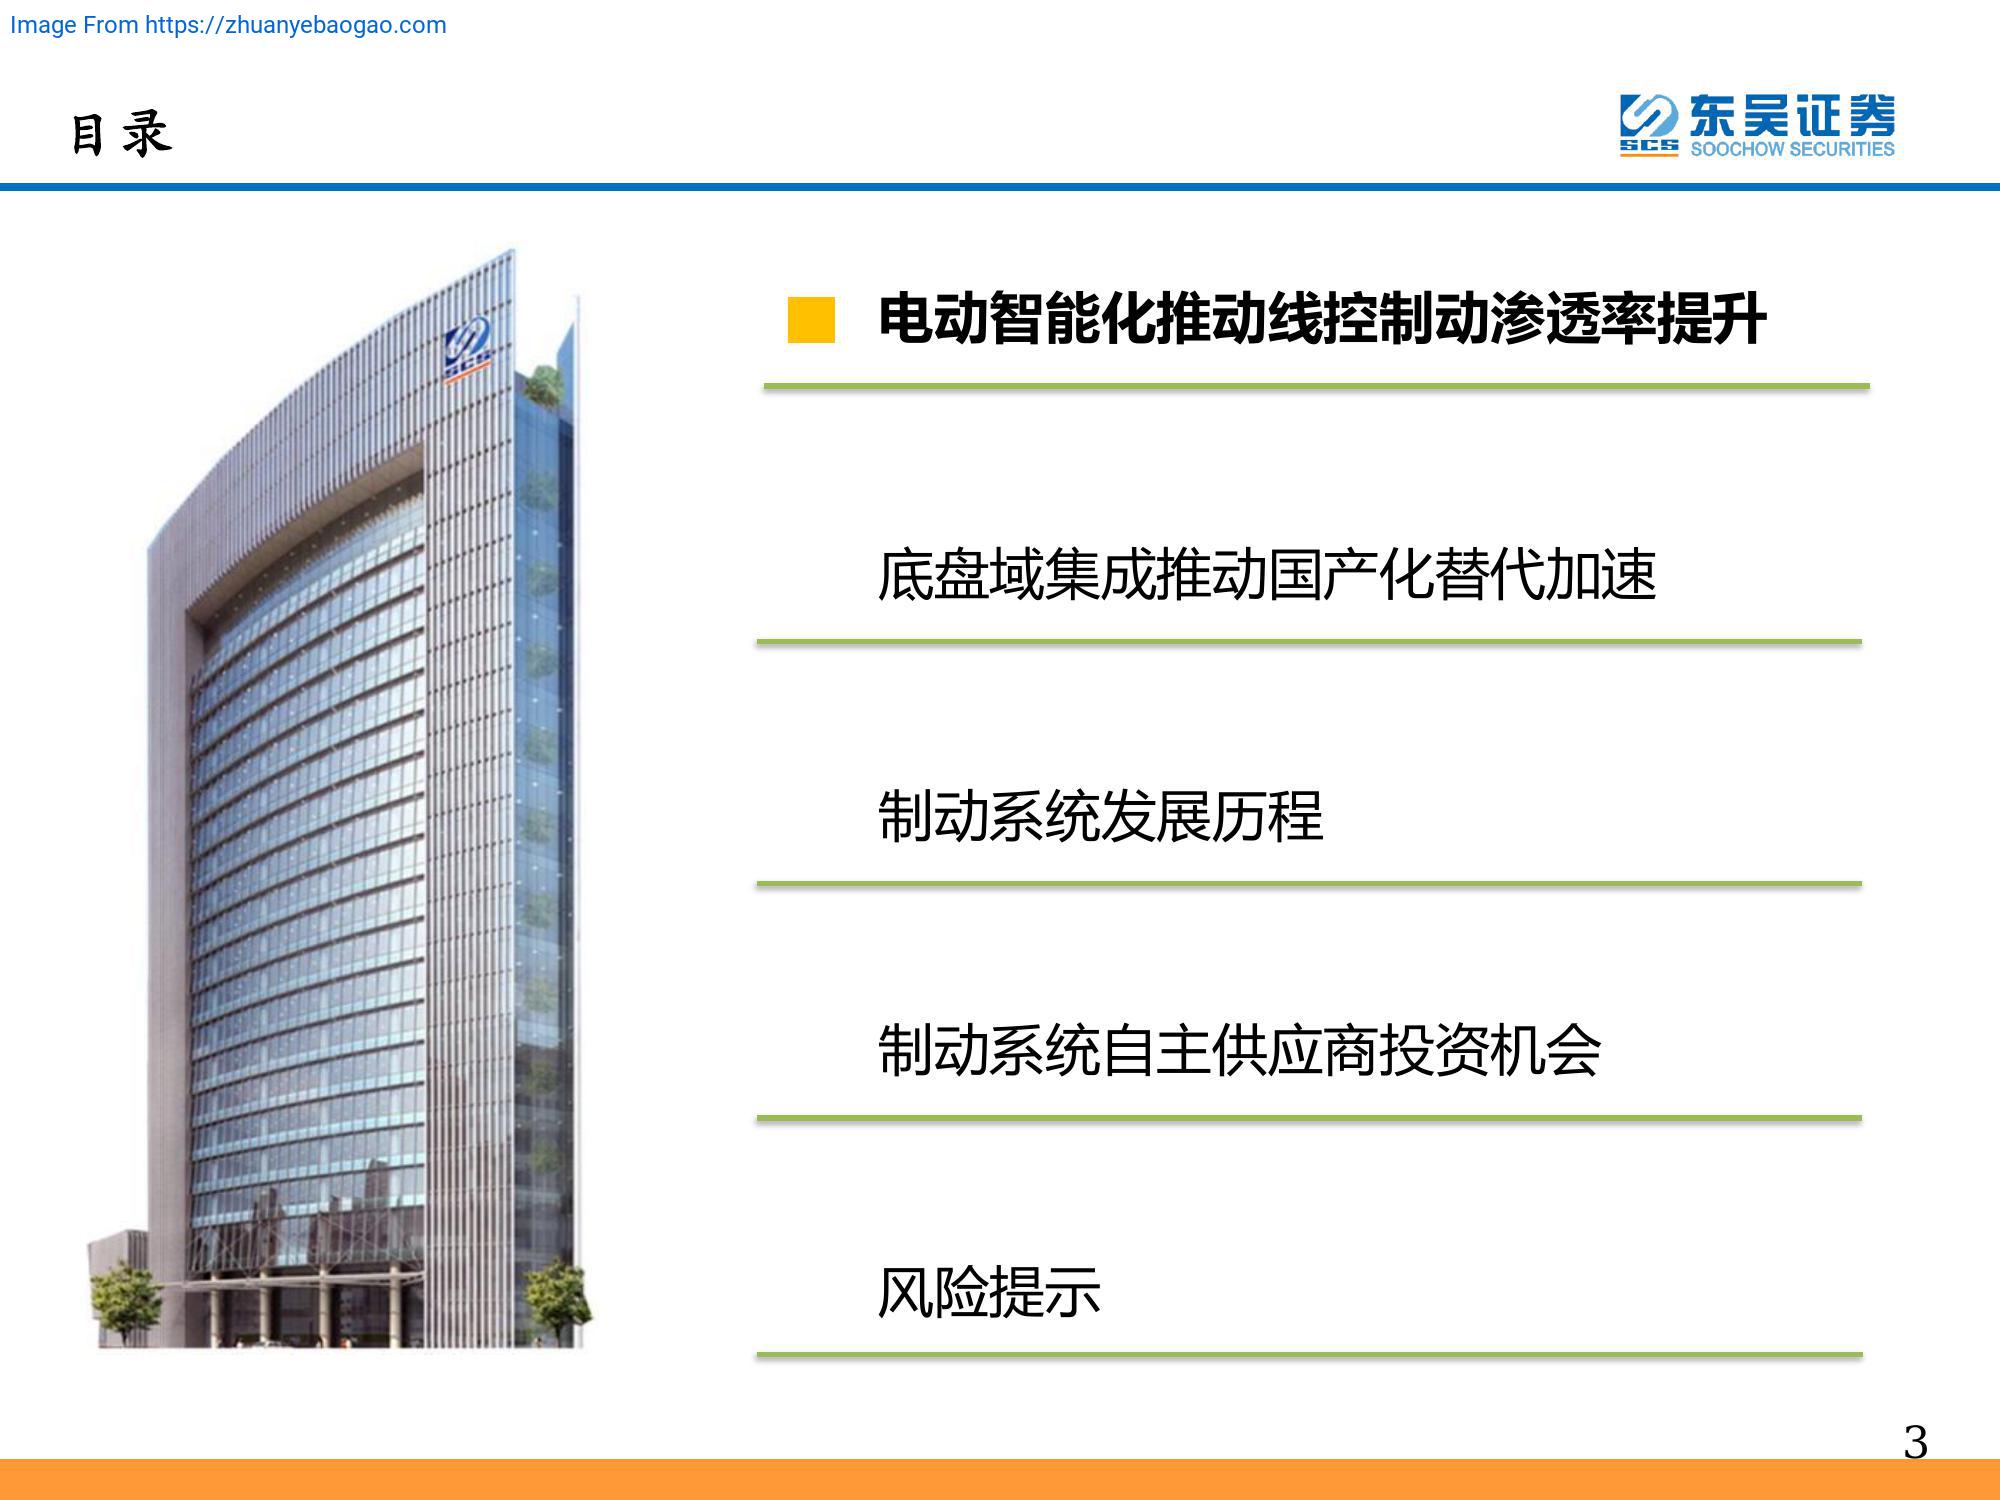 Image From https://zhuanyebaogao.com
目录
东吴证券
SCS
SOOCHOW SECURITIES
电动智能化推动线控制动渗透率提升
SCS
底盘域集成推动国产化替代加速
制动系统发展历程
制动系统自主供应商投资机会
风险提示
3